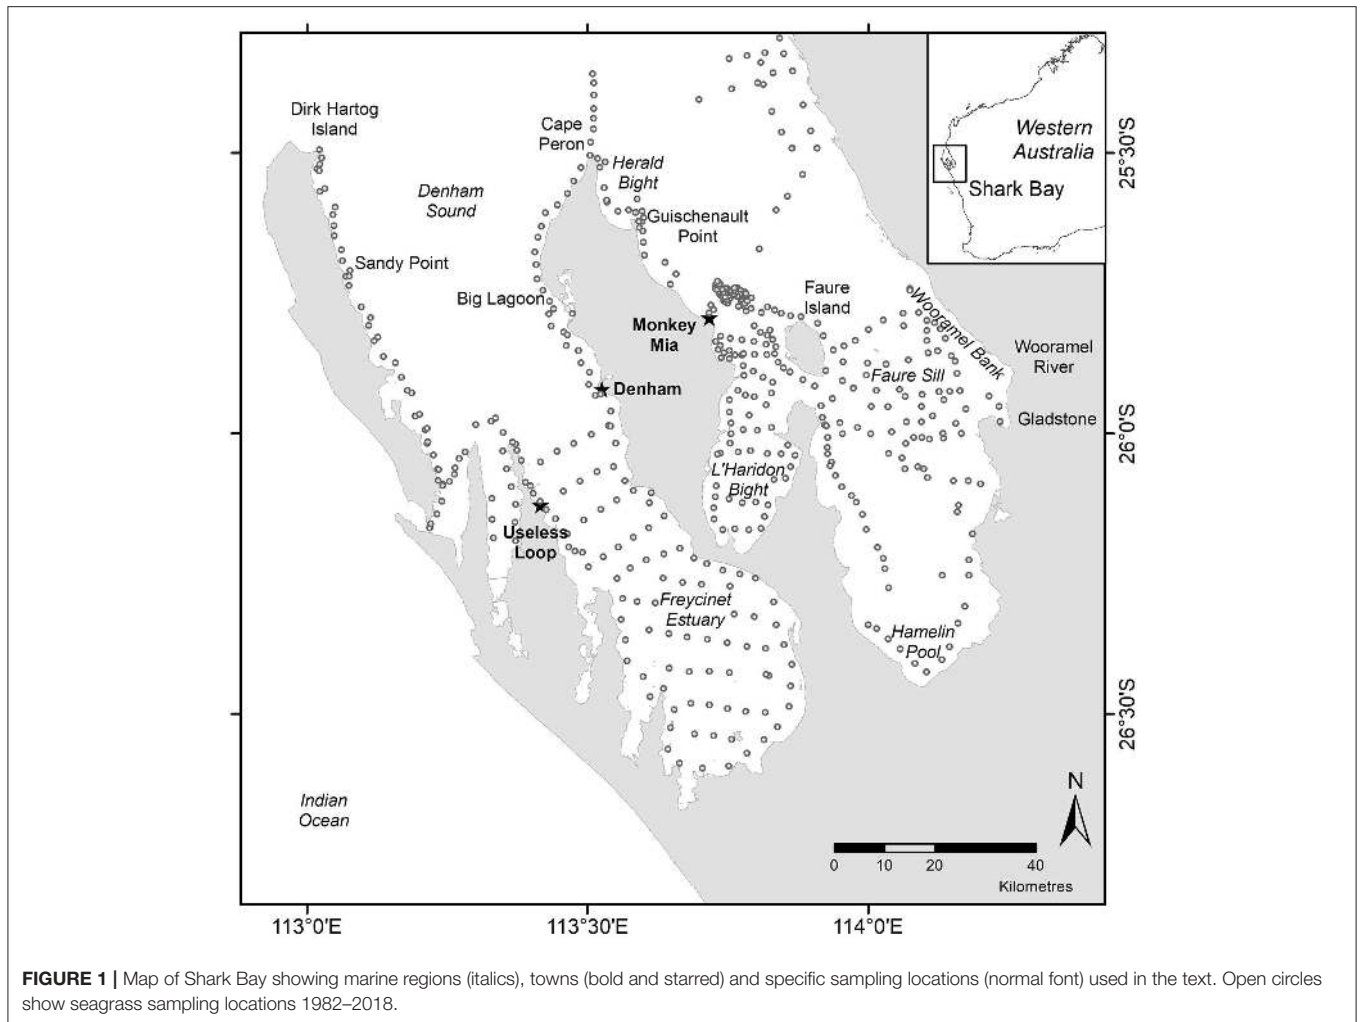 Dirk Hartog
Island
Cape
Peron
Herald
Bight
Denham
Sound
Guischenault
Point
Sandy Point
Big Lagoon
Monkey
Mia
Faure
Island
Wooramel Bank
Wooramel
River
Faure Sill
Gladstone
Denham
L'Haridon
Bight
Useless
Loop
Freycinet
Estuary
Hamelin
Pool
Indian
Ocean
Western
Australia
Shark Bay
25°30'S
26°0'S
26°30'S
N
0 10 20 40
Kilometres
113°0'E 113°30'E 114°0'E
FIGURE 1 | Map of Shark Bay showing marine regions (italics), towns (bold and starred) and specific sampling locations (normal font) used in the text. Open circles
show seagrass sampling locations 1982–2018.